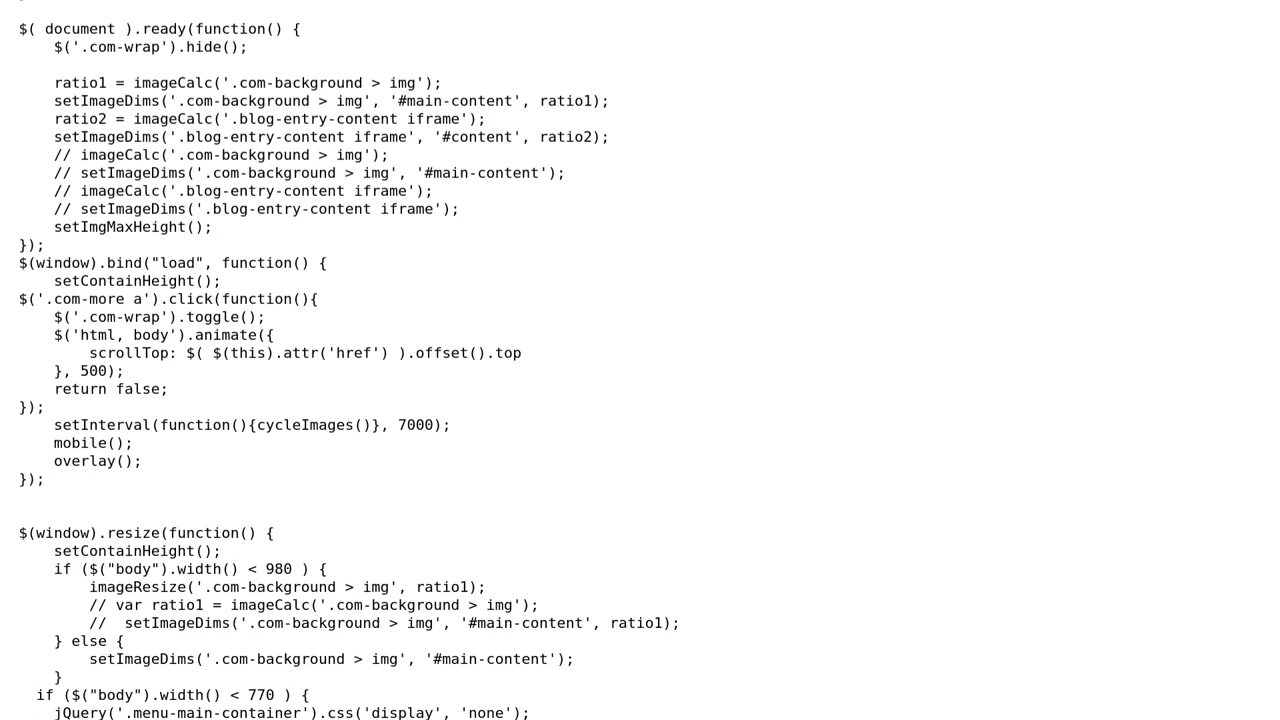 $( document ).ready(function() {
    $('.com-wrap').hide();

    ratio1 = imageCalc('.com-background > img');
    setImageDims('.com-background > img', '#main-content', ratio1);
    ratio2 = imageCalc('.blog-entry-content iframe');
    setImageDims('.blog-entry-content iframe', '#content', ratio2);
    // imageCalc('.com-background > img');
    // setImageDims('.com-background > img', '#main-content');
    // imageCalc('.blog-entry-content iframe');
    // setImageDims('.blog-entry-content iframe');
    setImgMaxHeight();
});
$(window).bind("load", function() {
    setContainHeight();
$('.com-more a').click(function(){
    $('.com-wrap').toggle();
    $('html, body').animate({
        scrollTop: $( $(this).attr('href') ).offset().top
    }, 500);
    return false;
});
    setInterval(function(){cycleImages()}, 7000);
    mobile();
    overlay();
});


$(window).resize(function() {
    setContainHeight();
    if ($("body").width() < 980 ) {
        imageResize('.com-background > img', ratio1);
        // var ratio1 = imageCalc('.com-background > img');
        //  setImageDims('.com-background > img', '#main-content', ratio1);
    } else {
        setImageDims('.com-background > img', '#main-content');
    }
  if ($("body").width() < 770 ) {
    jQuery('.menu-main-container').css('display', 'none');